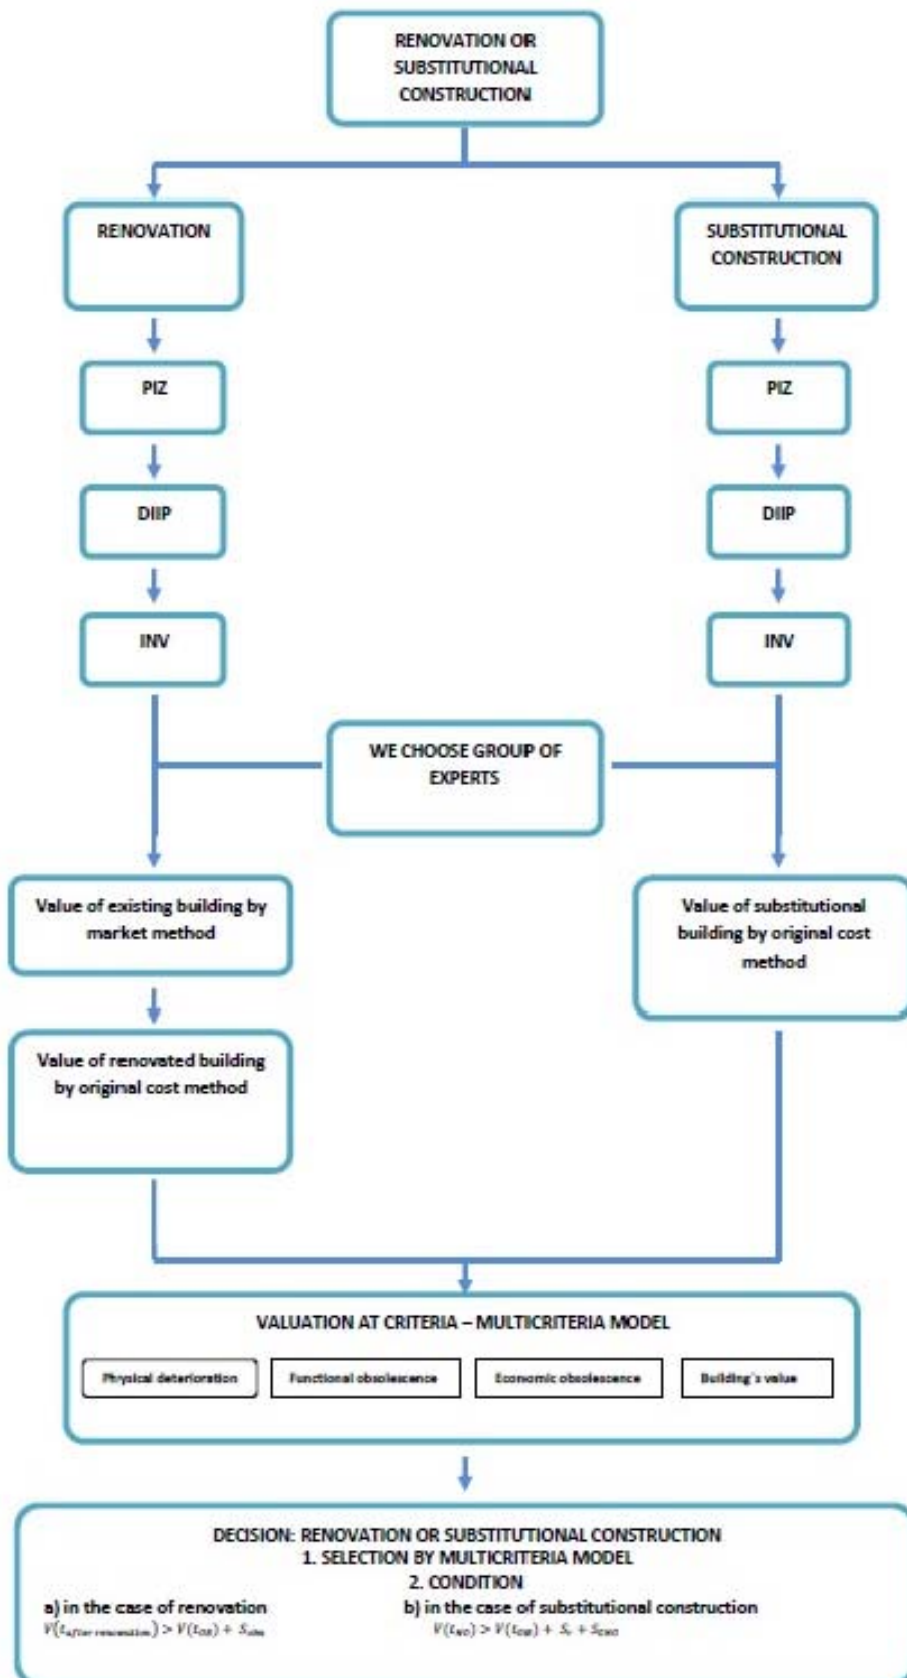 RENOVATION OR
SUBSTITUTIONAL
CONSTRUCTION
RENOVATION
SUBSTITUTIONAL
CONSTRUCTION
PIZ
PIZ
DIIP
DIIP
INV
INV
WE CHOOSE GROUP OF
EXPERTS
Value of existing building by
market method
Value of substitutional
building by original cost
method
Value of renovated building
by original cost method
VALUATION AT CRITERIA – MULTICRITERIA MODEL
Physical deterioration
Functional obsolescence
Economic obsolescence
Building´s value
DECISION: RENOVATION OR SUBSTITUTIONAL CONSTRUCTION
1. SELECTION BY MULTICRITERIA MODEL
2. CONDITION
a) in the case of renovation
b) in the case of substitutional construction